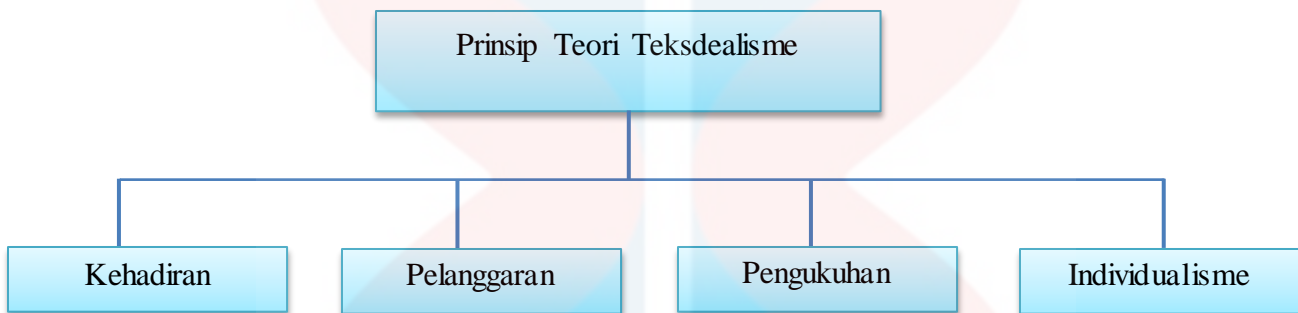 Prinsip Teori Teksdealisme
Kehadiran
Pelanggaran
Pengukuhan
Individualisme